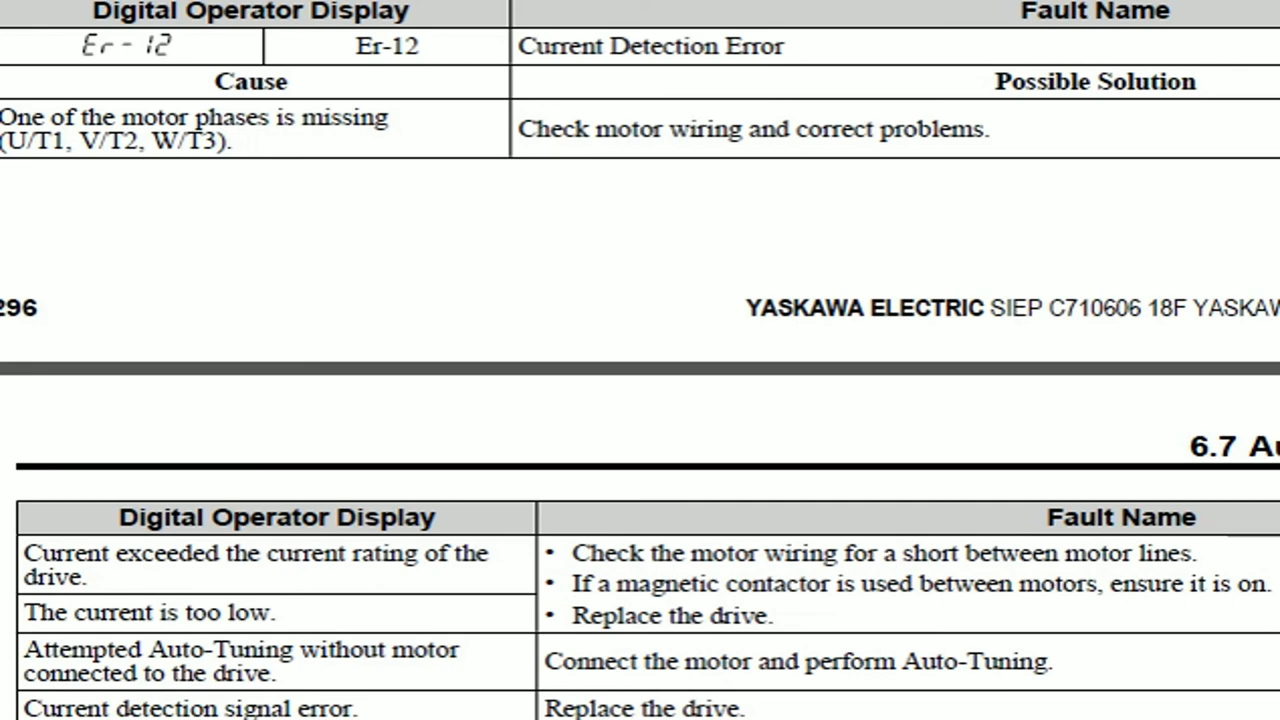 Digital Operator Display Fault Name
Er-12 Er-12 Current Detection Error
Cause Possible Solution
One of the motor phases is missing
(U/T1, V/T2, W/T3).
Check motor wiring and correct problems.
296 YASKAWA ELECTRIC SIEP C710606 18F YASKAW
6.7 Au
Digital Operator Display Fault Name
Current exceeded the current rating of the
drive.
The current is too low.
• Check the motor wiring for a short between motor lines.
• If a magnetic contactor is used between motors, ensure it is on.
• Replace the drive.
Attempted Auto-Tuning without motor
connected to the drive.
Connect the motor and perform Auto-Tuning.
Current detection signal error. Replace the drive.